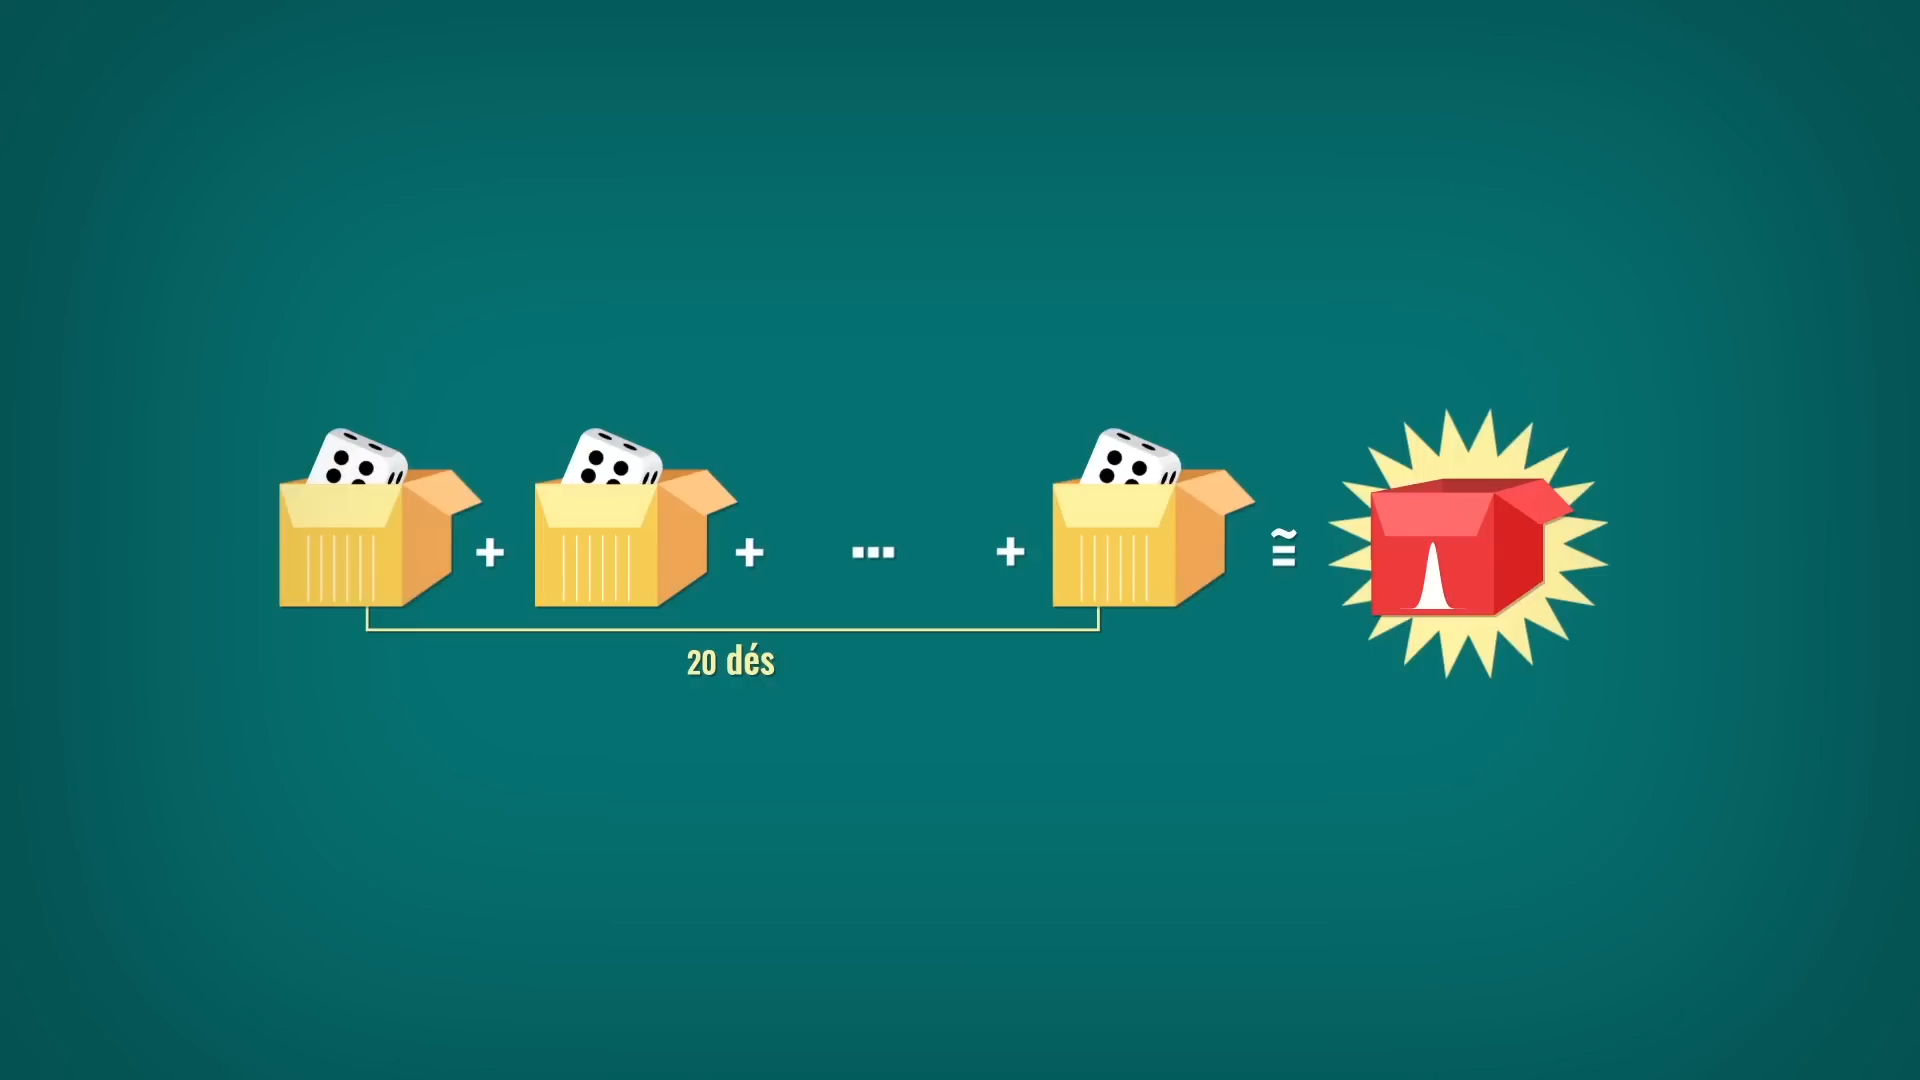 + + ... + ≅
20 dés